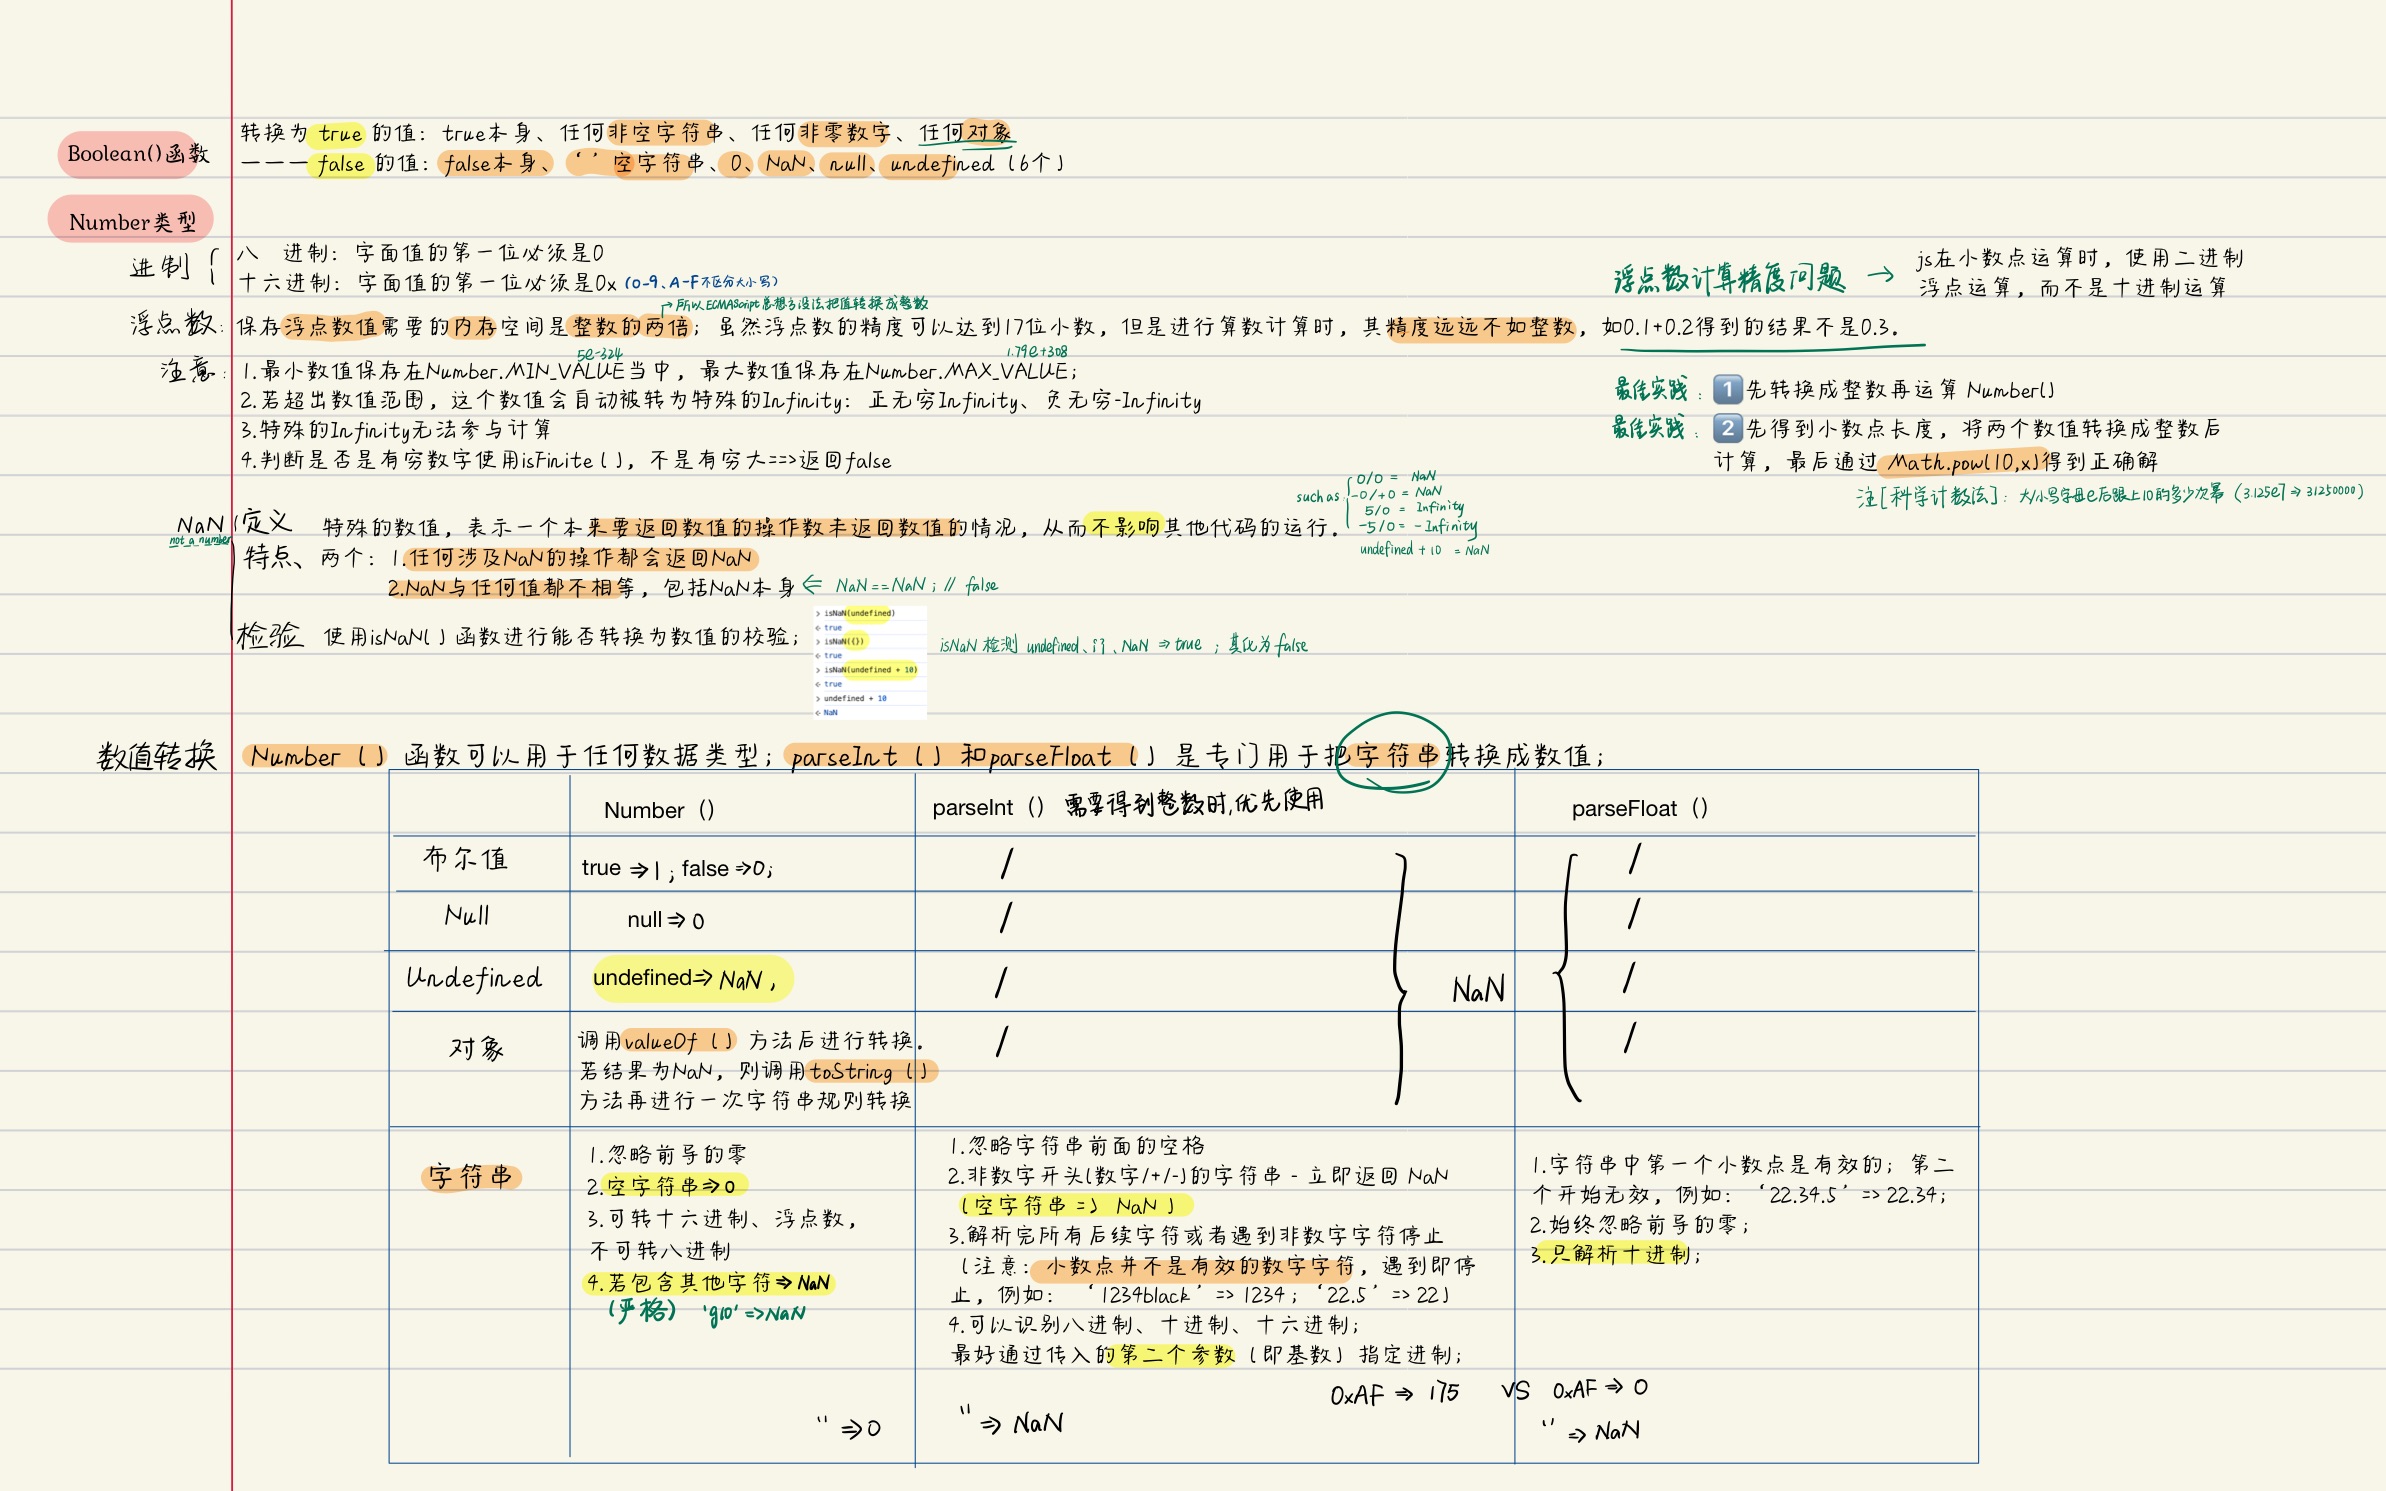 Boolean()函数
转换为 true 的值：true本身、任何非空字符串、任何非零数字、任何对象
一一一 false 的值：false本身、 ‘ ’ 空字符串、0、NaN、null、undefined（6个）
Number类型
进制
八 进制：字面值的第一位必须是0
十六进制：字面值的第一位必须是0x (0-9、A-F不区分大小写)
→所以ECMAScript总想方设法把值转换成整数
浮点数：保存浮点数值需要的内存空间是整数的两倍；虽然浮点数的精度可以达到17位小数，但是进行算数计算时，其精度远远不如整数，如0.1+0.2得到的结果不是0.3.
浮点数计算精度问题 →
js在小数点运算时，使用二进制
浮点运算，而不是十进制运算
5e-324
1.79e+308
注意：1.最小数值保存在Number.MIN_VALUE当中，最大数值保存在Number.MAX_VALUE；
2.若超出数值范围，这个数值会自动被转为特殊的Infinity：正无穷Infinity、负无穷-Infinity
3.特殊的Infinity无法参与计算
4.判断是否是有穷数字使用isFinite()，不是有穷大==>返回false
最佳实践：1 先转换成整数再运算 Number()
最佳实践：2 先得到小数点长度，将两个数值转换成整数后
计算，最后通过 Math.pow(10,x)得到正确解
注[科学计数法]：大/小写字母e后跟上10的多少次幂（3.125e7 => 31250000）
NaN
not a number
定义 特殊的数值，表示一个本来要返回数值的操作数未返回数值的情况，从而不影响其他代码的运行.
such as
0/0 = NaN
-0/+0 = NaN
5/0 = Infinity
-5/0 = -Infinity
undefined + 10 = NaN
特点、两个：1.任何涉及NaN的操作都会返回NaN
2.NaN与任何值都不相等，包括NaN本身 <= NaN==NaN; // false
检验 使用isNaN()函数进行能否转换为数值的校验；
> isNaN(undefined)
< true
> isNaN({})
< true
> isNaN(undefined + 10)
< true
> undefined + 10
< NaN
isNaN 检测 undefined、{}、NaN => true ；其他为false
数值转换 Number（）函数可以用于任何数据类型；parseInt（）和parseFloat（）是专门用于把字符串转换成数值；
Number （）
parseInt （） 需要得到整数时,优先使用
parseFloat （）
布尔值
true => 1 ; false =>0;
/
/
Null
null => 0
/
/
Undefined
undefined=> NaN ,
/
NaN
/
对象
调用valueOf（）方法后进行转换.
若结果为NaN，则调用toString（）
方法再进行一次字符串规则转换
/
/
字符串
1.忽略前导的零
2.空字符串=>0
3.可转十六进制、浮点数,
不可转八进制
4.若包含其他字符=> NaN
（严格） 'g10' =>NaN
'' =>0
1.忽略字符串前面的空格
2.非数字开头(数字/+/-)的字符串 - 立即返回 NaN
（空字符串 => NaN）
3.解析完所有后续字符或者遇到非数字字符停止
（注意：小数点并不是有效的数字字符，遇到即停
止，例如： ‘1234black’ => 1234；‘22.5’ => 22）
4.可以识别八进制、十进制、十六进制；
最好通过传入的第二个参数（即基数）指定进制；
0xAF => 175 VS 0xAF => 0
'' => NaN
1.字符串中第一个小数点是有效的；第二
个开始无效，例如： ‘22.34.5’ => 22.34；
2.始终忽略前导的零；
3.只解析十进制；
'' => NaN